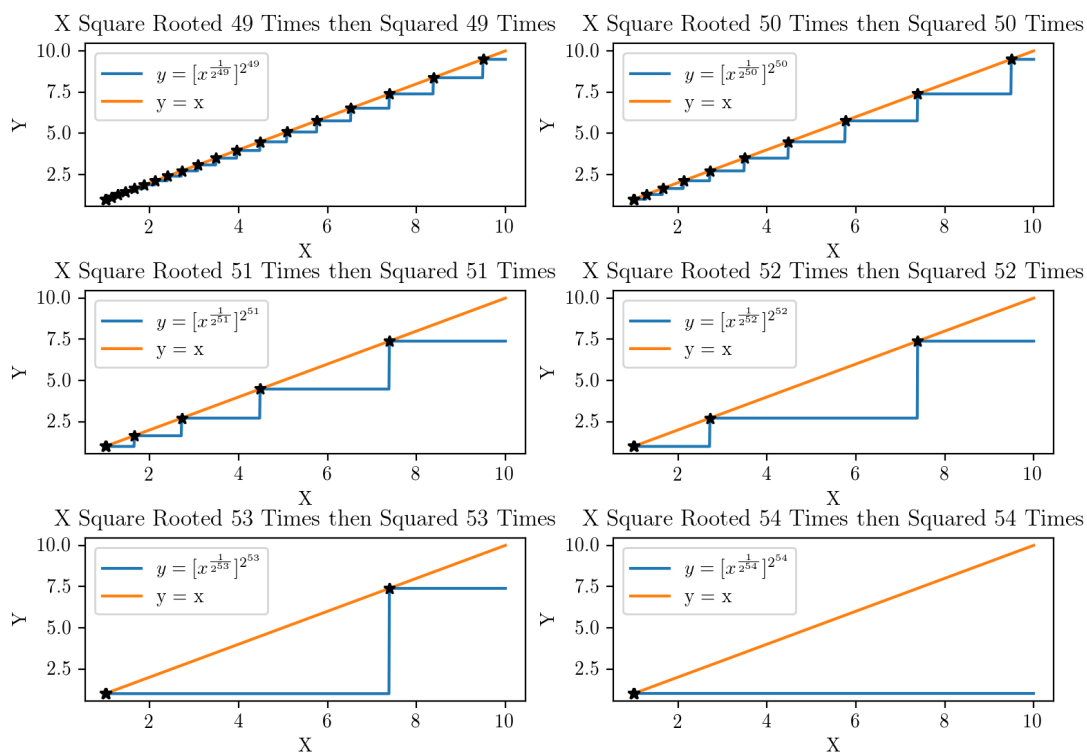 X Square Rooted 49 Times then Squared 49 Times
10.0
7.5
5.0
2.5
Y
y = [x^{\frac{1}{2^{49}}}]^{2^{49}}
y = x
2 4 6 8 10
X
X Square Rooted 50 Times then Squared 50 Times
10.0
7.5
5.0
2.5
Y
y = [x^{\frac{1}{2^{50}}}]^{2^{50}}
y = x
2 4 6 8 10
X
X Square Rooted 51 Times then Squared 51 Times
10.0
7.5
5.0
2.5
Y
y = [x^{\frac{1}{2^{51}}}]^{2^{51}}
y = x
2 4 6 8 10
X
X Square Rooted 52 Times then Squared 52 Times
10.0
7.5
5.0
2.5
Y
y = [x^{\frac{1}{2^{52}}}]^{2^{52}}
y = x
2 4 6 8 10
X
X Square Rooted 53 Times then Squared 53 Times
10.0
7.5
5.0
2.5
Y
y = [x^{\frac{1}{2^{53}}}]^{2^{53}}
y = x
2 4 6 8 10
X
X Square Rooted 54 Times then Squared 54 Times
10.0
7.5
5.0
2.5
Y
y = [x^{\frac{1}{2^{54}}}]^{2^{54}}
y = x
2 4 6 8 10
X